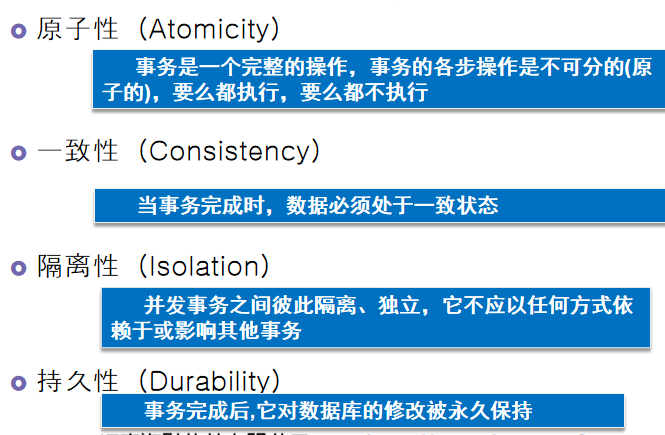 原子性（Atomicity）
事务是一个完整的操作，事务的各步操作是不可分的(原
子的)，要么都执行，要么都不执行
一致性（Consistency）
当事务完成时，数据必须处于一致状态
隔离性（Isolation）
并发事务之间彼此隔离、独立，它不应以任何方式依
赖于或影响其他事务
持久性（Durability）
事务完成后,它对数据库的修改被永久保持